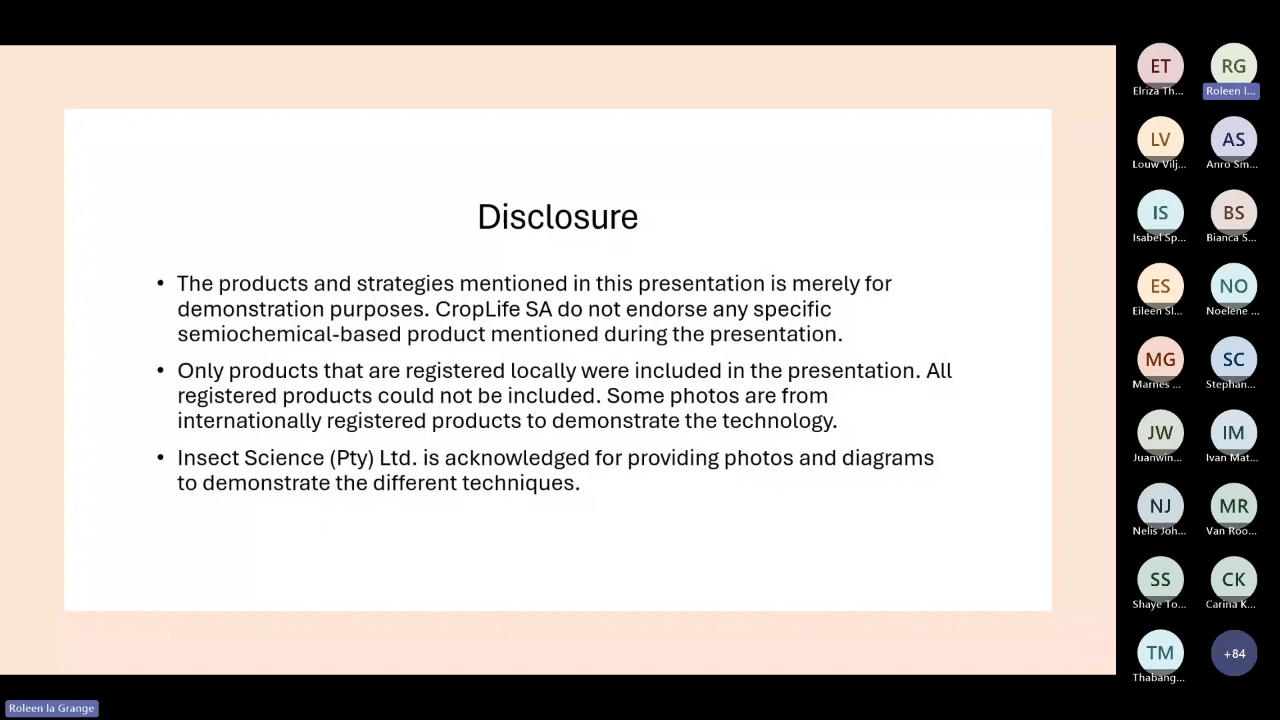 Disclosure
• The products and strategies mentioned in this presentation is merely for
demonstration purposes. CropLife SA do not endorse any specific
semiochemical-based product mentioned during the presentation.
• Only products that are registered locally were included in the presentation. All
registered products could not be included. Some photos are from
internationally registered products to demonstrate the technology.
• Insect Science (Pty) Ltd. is acknowledged for providing photos and diagrams
to demonstrate the different techniques.
ET
Elriza Th...
RG
Roleen l...
LV
Louw Vilj...
AS
Anro Sm...
IS
Isabel Sp...
BS
Bianca S...
ES
Eileen Sl...
NO
Noelene ...
MG
Marnes ...
SC
Stephan...
JW
Juanwin...
IM
Ivan Mat...
NJ
Nelis Joh...
MR
Van Roo...
SS
Shaye To...
CK
Carina K...
TM
Thabang...
+84
Roleen la Grange